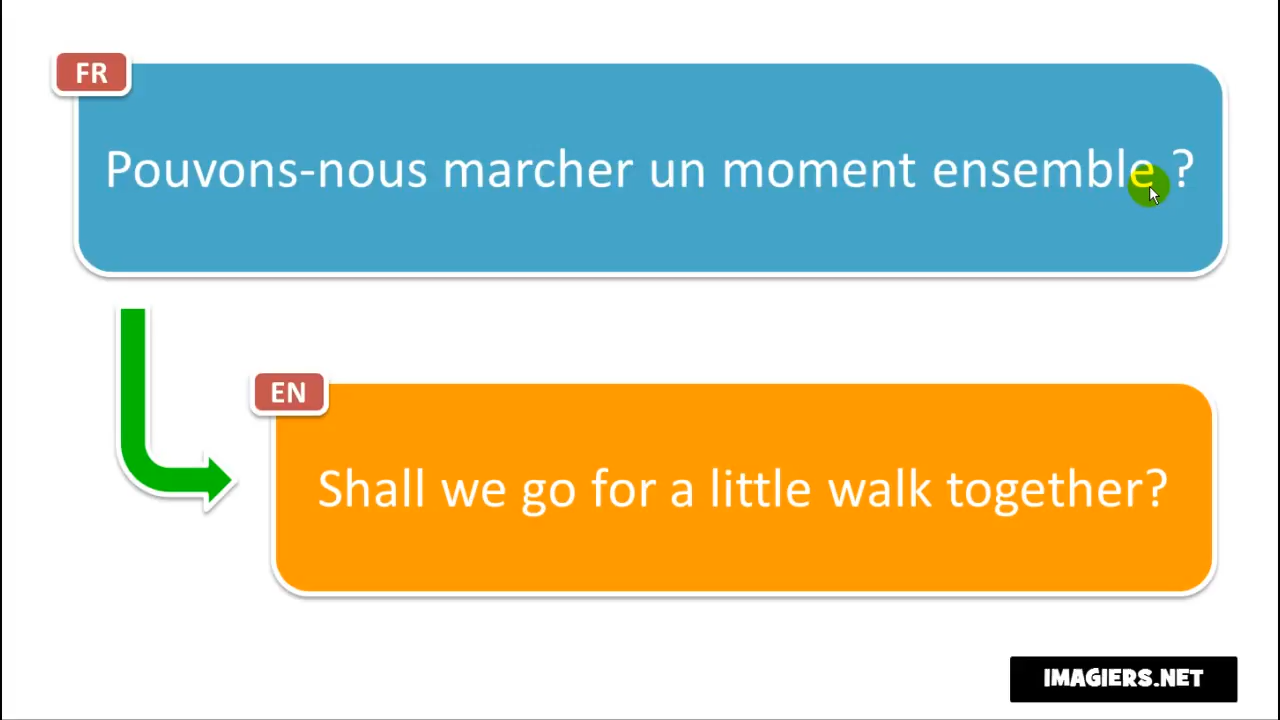 FR
Pouvons-nous marcher un moment ensemble ?
EN
Shall we go for a little walk together?
IMAGIERS.NET